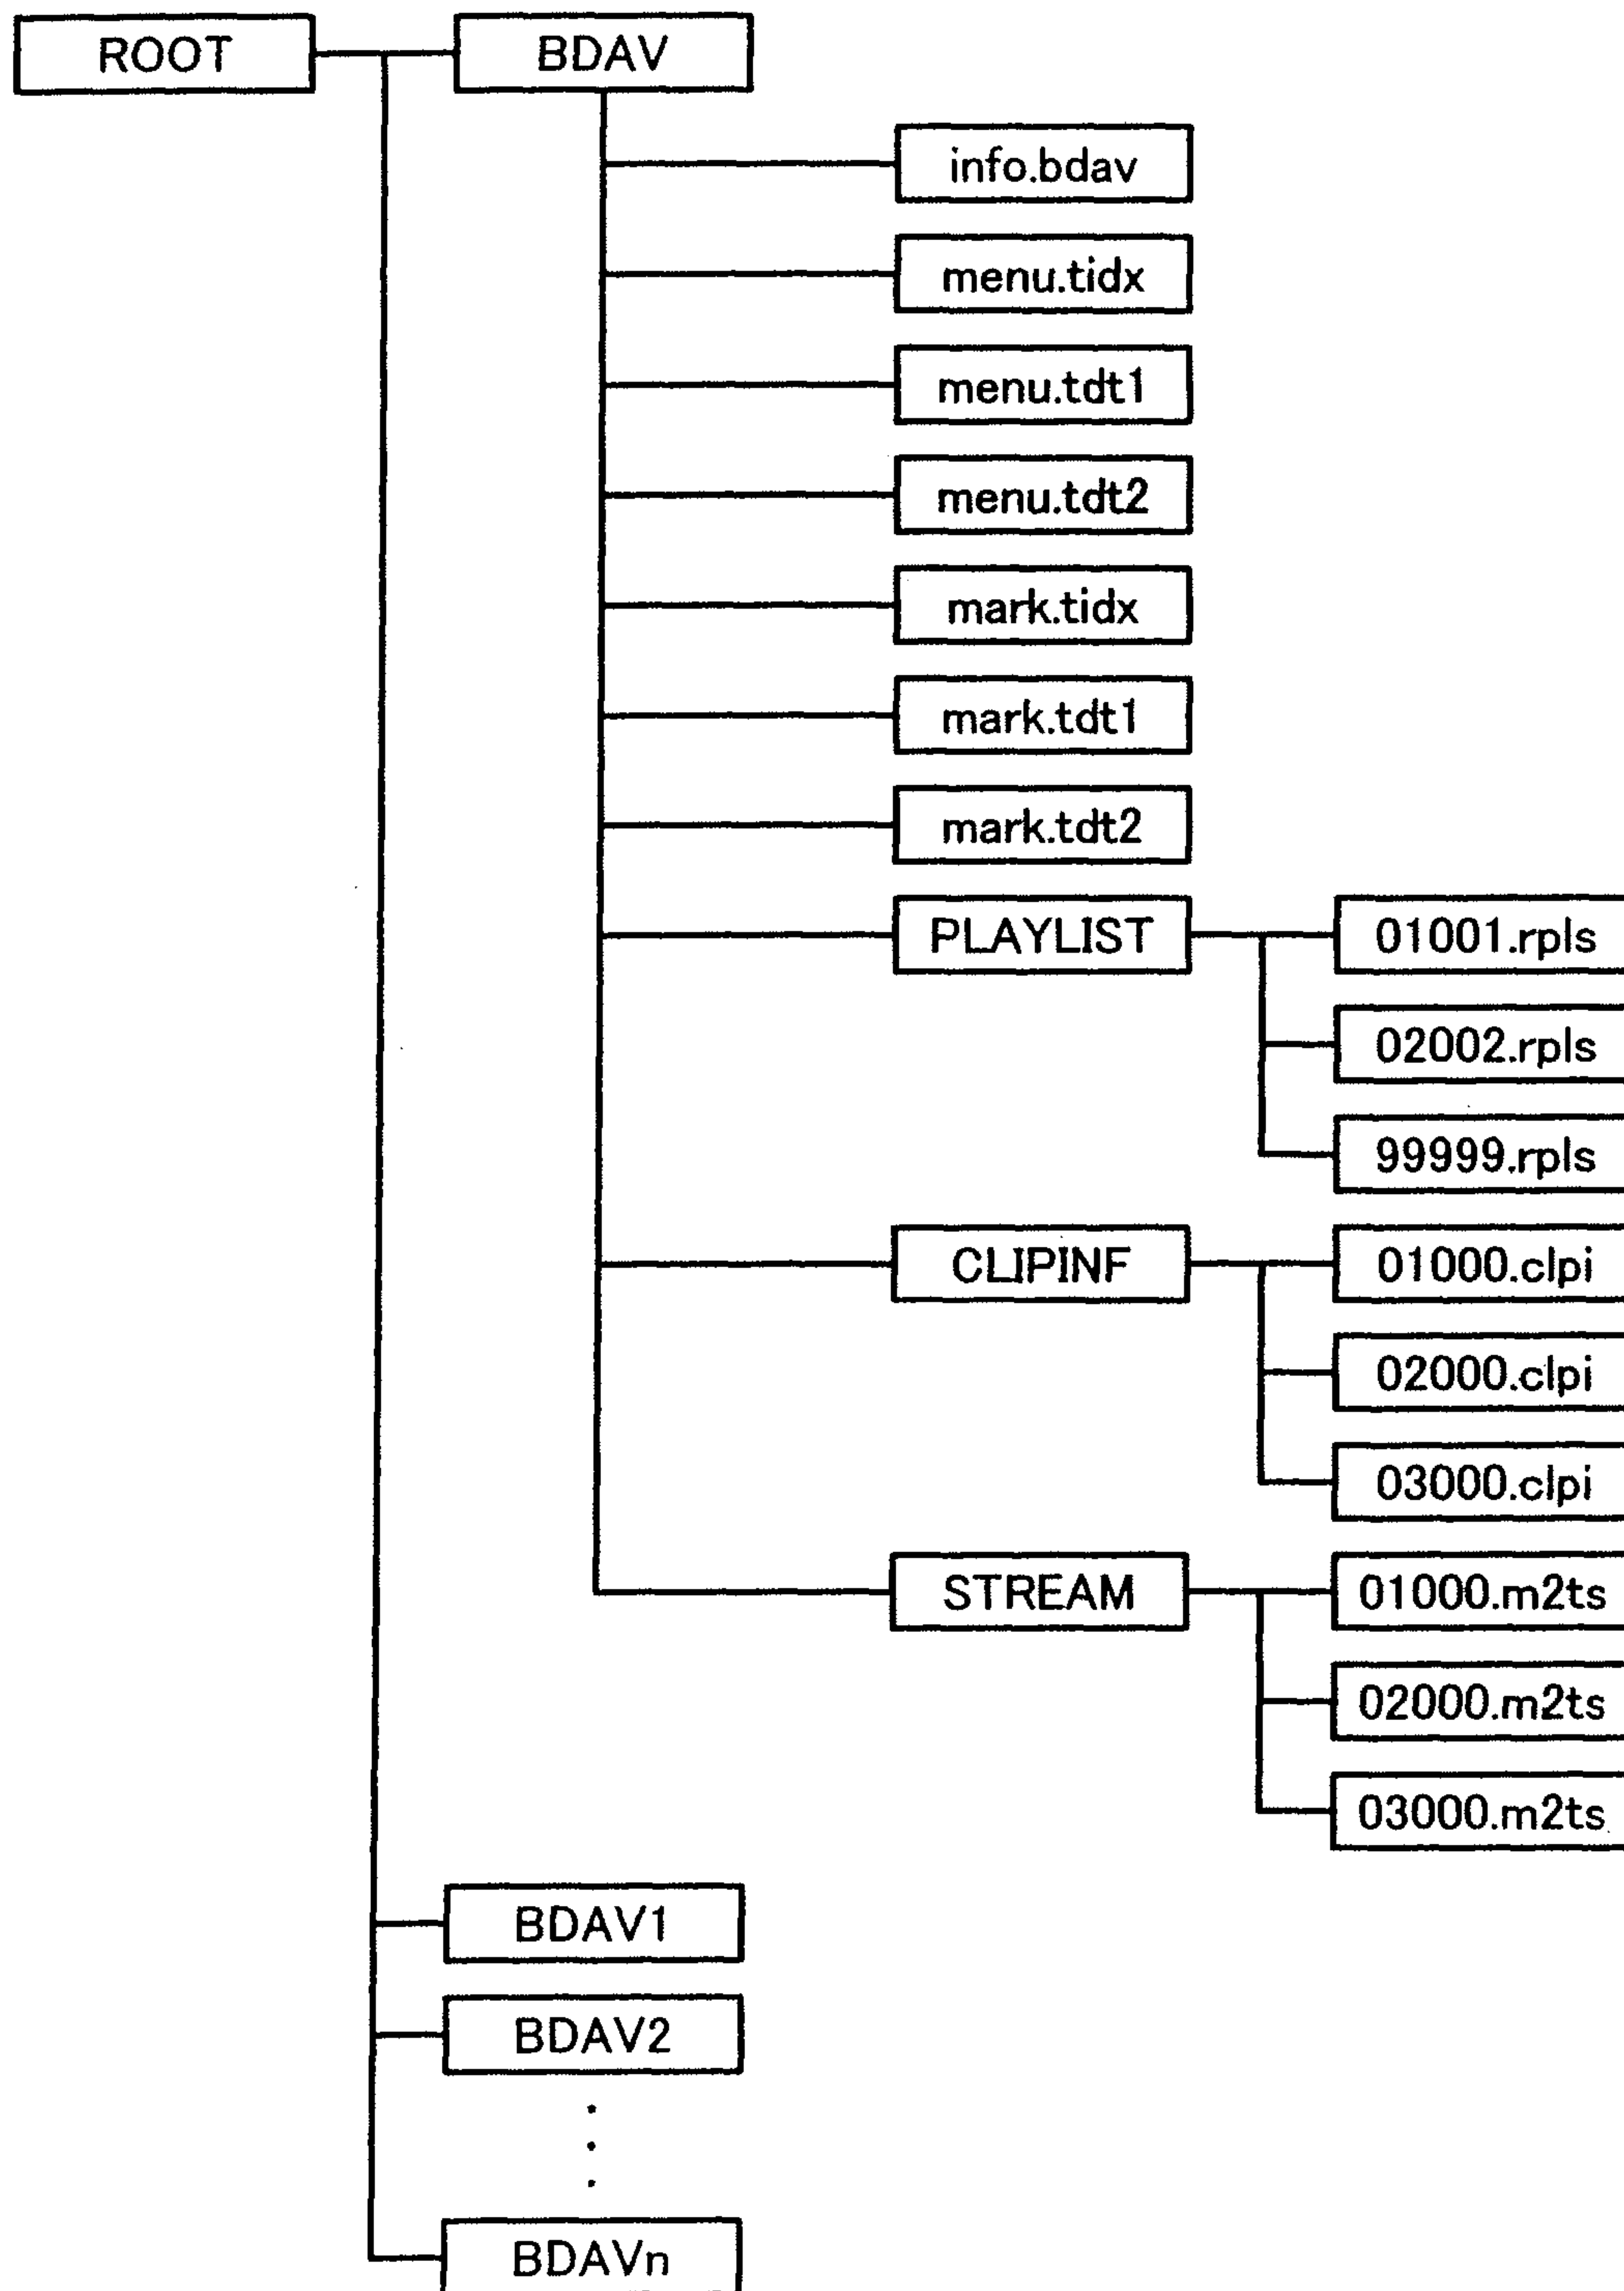 ROOT
BDAV
info.bdav
menu.tidx
menu.tdt1
menu.tdt2
mark.tidx
mark.tdt1
mark.tdt2
PLAYLIST
01001.rpls
02002.rpls
99999.rpls
CLIPINF
01000.clpi
02000.clpi
03000.clpi
STREAM
01000.m2ts
02000.m2ts
03000.m2ts
BDAV1
BDAV2
BDAVn